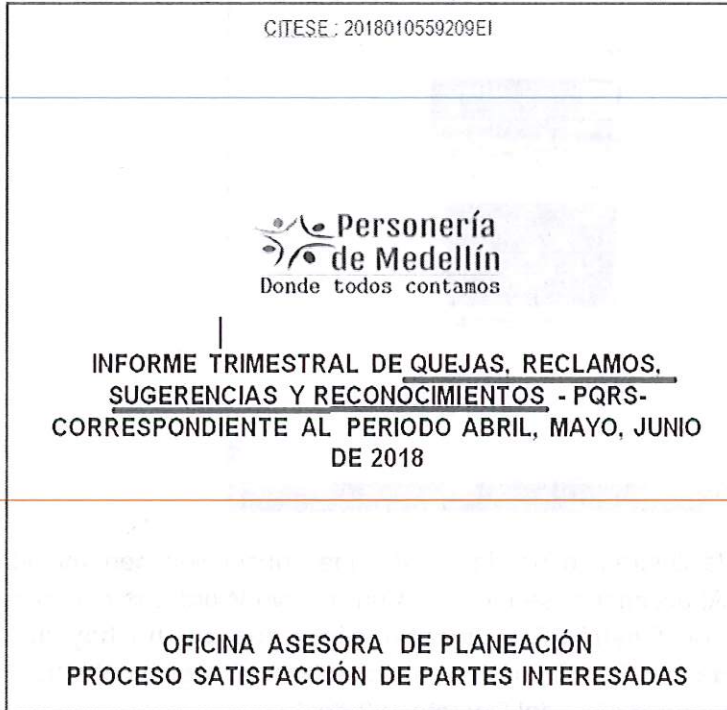 CITESE : 2018010559209EI
Personería
de Medellín
Donde todos contamos
INFORME TRIMESTRAL DE QUEJAS, RECLAMOS,
SUGERENCIAS Y RECONOCIMIENTOS - PQRS-
CORRESPONDIENTE AL PERIODO ABRIL, MAYO, JUNIO
DE 2018
OFICINA ASESORA DE PLANEACIÓN
PROCESO SATISFACCIÓN DE PARTES INTERESADAS